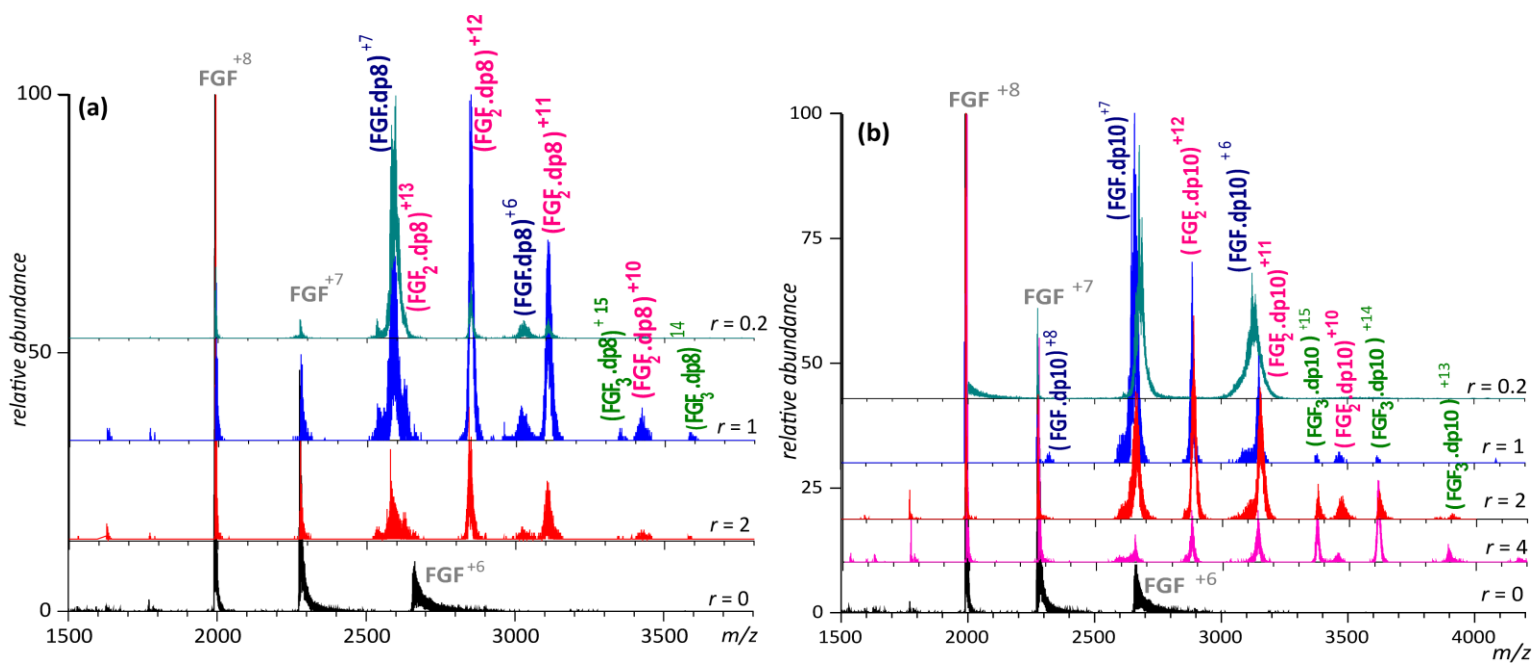 (a)
relative abundance
100
50
0
FGF +8
FGF +7
(FGF.dp8) +7
(FGF2.dp8) +13
(FGF2.dp8) +12
(FGF.dp8) +6
(FGF2.dp8) +11
(FGF3.dp8) +15
(FGF2.dp8) +10
(FGF3.dp8) 14
r = 0.2
r = 1
r = 2
FGF +6
r = 0
1500 2000 2500 3000 3500 m/z
(b)
relative abundance
100
75
50
25
0
FGF +8
FGF +7
(FGF.dp10) +8
(FGF.dp10) +7
(FGF2.dp10) +12
(FGF.dp10) +6
(FGF2.dp10) +11
(FGF3.dp10) +15
(FGF2.dp10) +10
(FGF3.dp10) +14
(FGF3.dp10) +13
r = 0.2
r = 1
r = 2
r = 4
FGF +6
r = 0
1500 2000 2500 3000 3500 4000 m/z